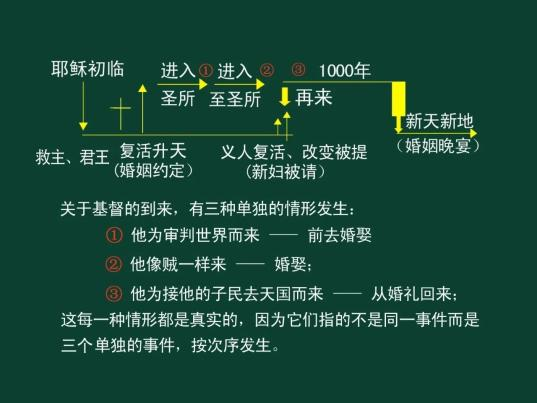 耶稣初临
进入 ① 进入 ② ③ 1000年
圣所 至圣所 再来
新天新地
救主、君王 复活升天 义人复活、改变被提 (婚姻晚宴)
(婚姻约定) (新妇被请)
关于基督的到来，有三种单独的情形发生：
① 他为审判世界而来 —— 前去婚娶
② 他像贼一样来 —— 婚娶；
③ 他为接他的子民去天国而来 —— 从婚礼回来；
这每一种情形都是真实的，因为它们指的不是同一事件而是
三个单独的事件，按次序发生。